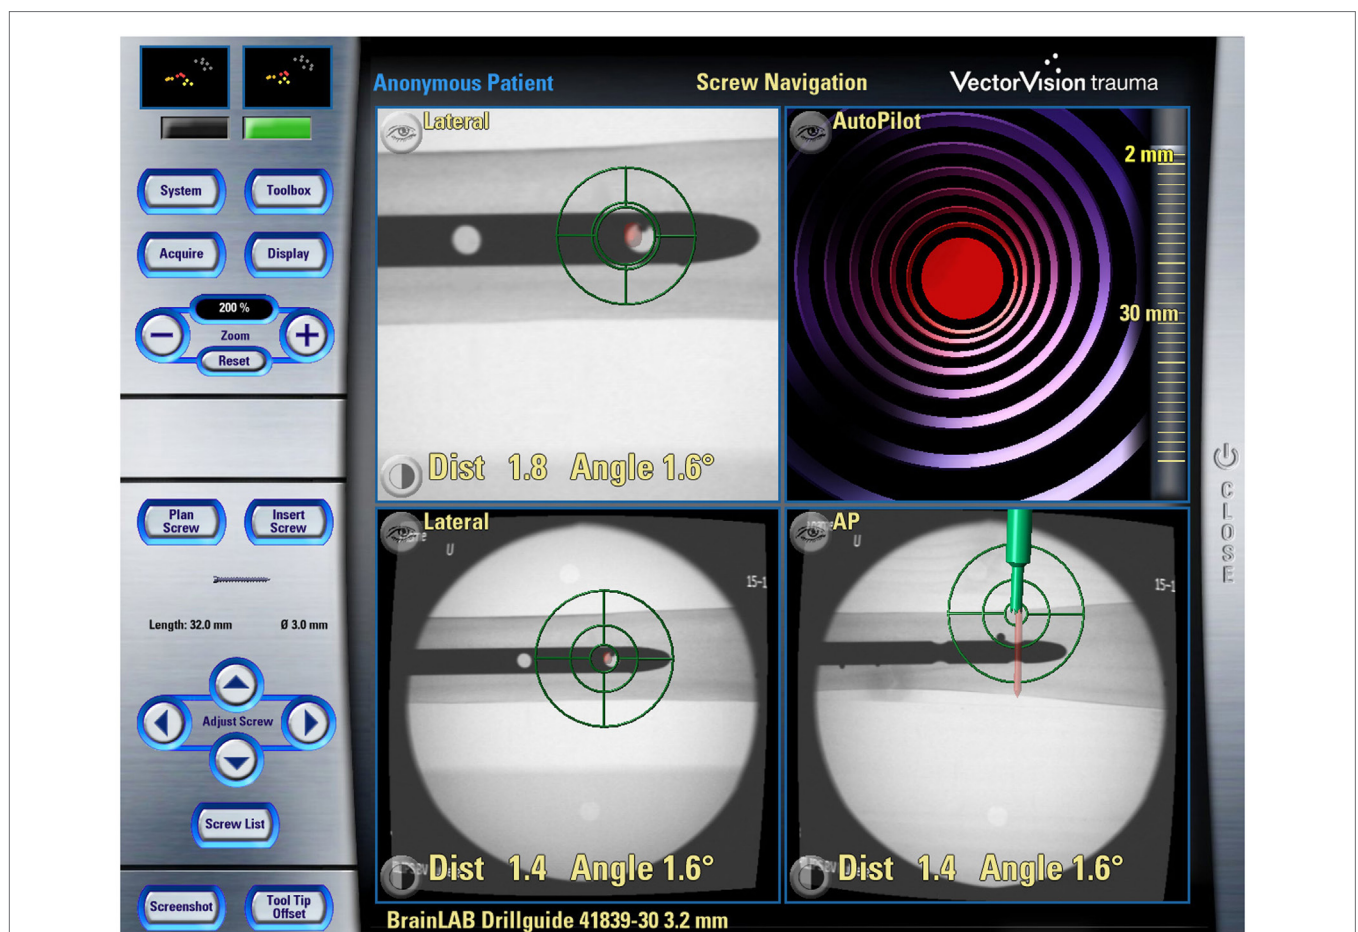 Anonymous Patient
Screw Navigation
VectorVision trauma
System
Toolbox
Acquire
Display
200 %
Zoom
Reset
Plan
Screw
Insert
Screw
Length: 32.0 mm
Ø 3.0 mm
Adjust Screw
Screw List
Screenshot
Tool Tip
Offset
Lateral
Dist 1.8 Angle 1.6°
AutoPilot
2 mm
30 mm
Lateral
U
15-1
Dist 1.4 Angle 1.6°
AP
U
15-1
Dist 1.4 Angle 1.6°
BrainLAB Drillguide 41839-30 3.2 mm
CLOSE